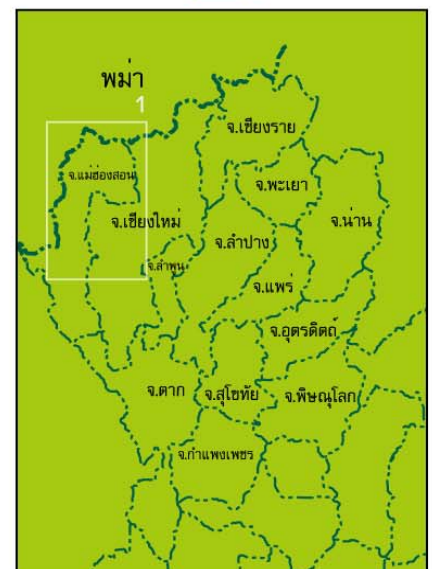 พม่า
1
จ.เชียงราย
จ.แม่ฮ่องสอน
จ.พะเยา
จ.เชียงใหม่
จ.น่าน
จ.ลำปาง
จ.ลำพูน
จ.แพร่
จ.อุตรดิตถ์
จ.ตาก
จ.สุโขทัย
จ.พิษณุโลก
จ.กำแพงเพชร